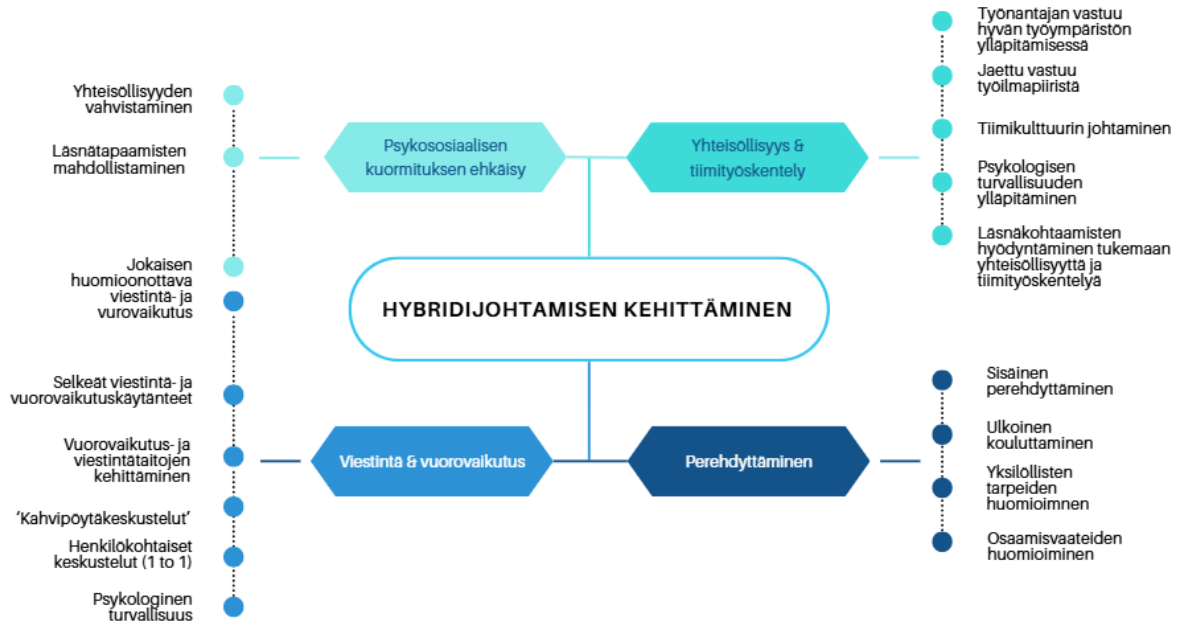 Yhteisöllisyyden
vahvistaminen
Läsnätapaamisten
mahdollistaminen
Jokaisen
huomioonottava
viestintä- ja
vurovaikutus
Psykososiaalisen
kuormituksen ehkäisy
Yhteisöllisyys &
tiimityöskentely
Työnantajan vastuu
hyvän työympäristön
ylläpitämisessä
Jaettu vastuu
työilmapiiristä
Tiimikulttuurin johtaminen
Psykologisen
turvallisuuden
ylläpitäminen
Läsnäkohtaamisten
hyödyntäminen tukemaan
yhteisöllisyyttä ja
tiimityöskentelyä
HYBRIDIJOHTAMISEN KEHITTÄMINEN
Selkeät viestintä- ja
vuorovaikutuskäytänteet
Vuorovaikutus- ja
viestintätaitojen
kehittäminen
‘Kahvipöytäkeskustelut’
Henkilökohtaiset
keskustelut (1 to 1)
Psykologinen
turvallisuus
Viestintä & vuorovaikutus
Perehdyttäminen
Sisäinen
perehdyttäminen
Ulkoinen
kouluttaminen
Yksilöllisten
tarpeiden
huomioimnen
Osaamisvaateiden
huomioiminen